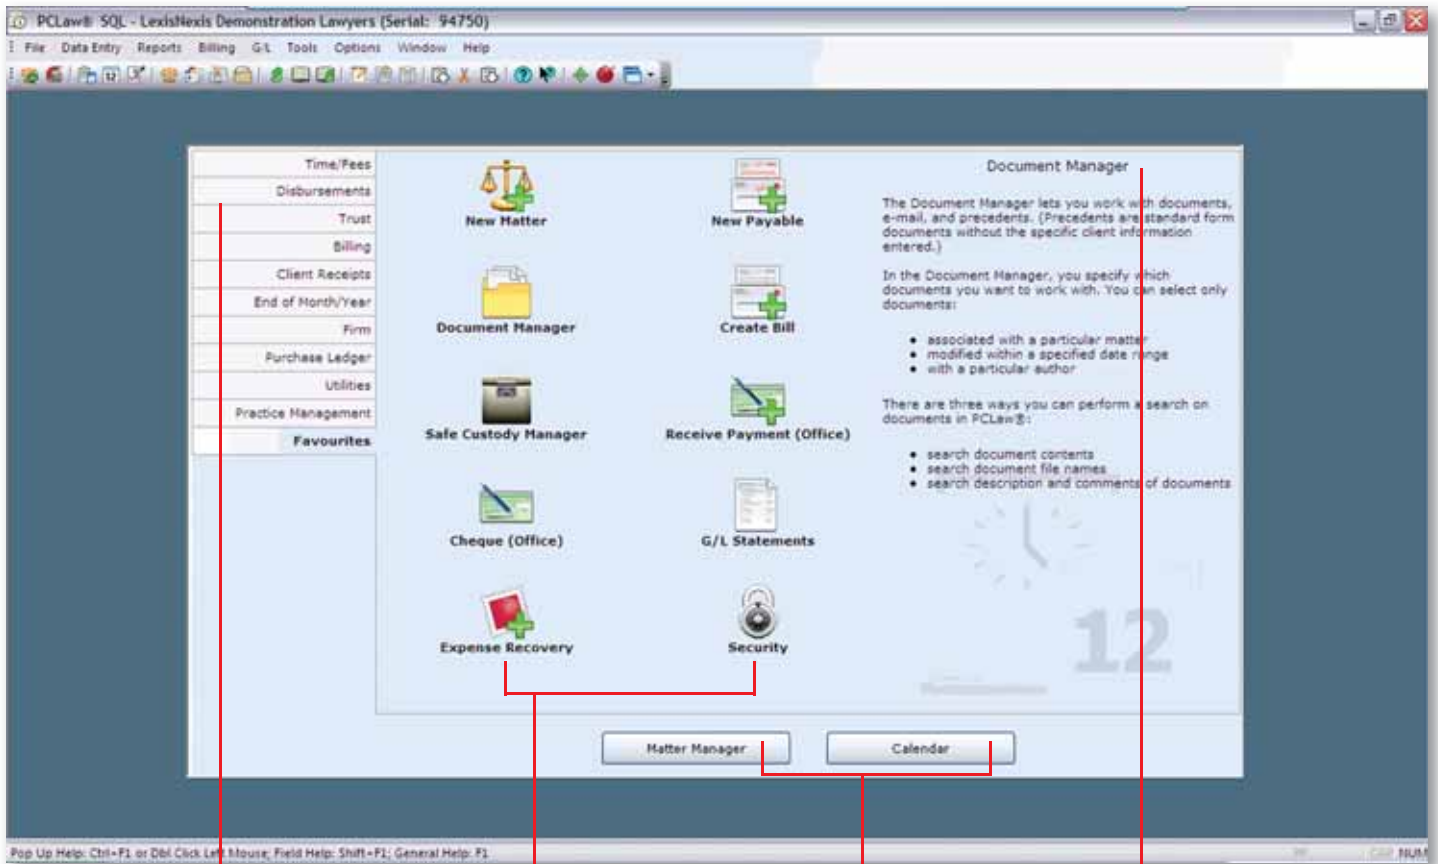 PCLaw® SQL - LexisNexis Demonstration Lawyers (Serial: 94750)
File Data Entry Reports Billing G/L Tools Options Window Help
Time/Fees
Disbursements
Trust
Billing
Client Receipts
End of Month/Year
Firm
Purchase Ledger
Utilities
Practice Management
Favourites
New Matter
New Payable
Document Manager
Create Bill
Safe Custody Manager
Receive Payment (Office)
Cheque (Office)
G/L Statements
Expense Recovery
Security
Document Manager
The Document Manager lets you work with documents,
e-mail, and precedents. (Precedents are standard form
documents without the specific client information
entered.)
In the Document Manager, you specify which
documents you want to work with. You can select only
documents:
• associated with a particular matter
• modified within a specified date range
• with a particular author
There are three ways you can perform a search on
documents in PCLaw®:
• search document contents
• search document file names
• search description and comments of documents
12
Matter Manager
Calendar
Pop Up Help: Ctrl+F1 or Dbl Click Left Mouse; Field Help: Shift+F1; General Help: F1
CAP NUM